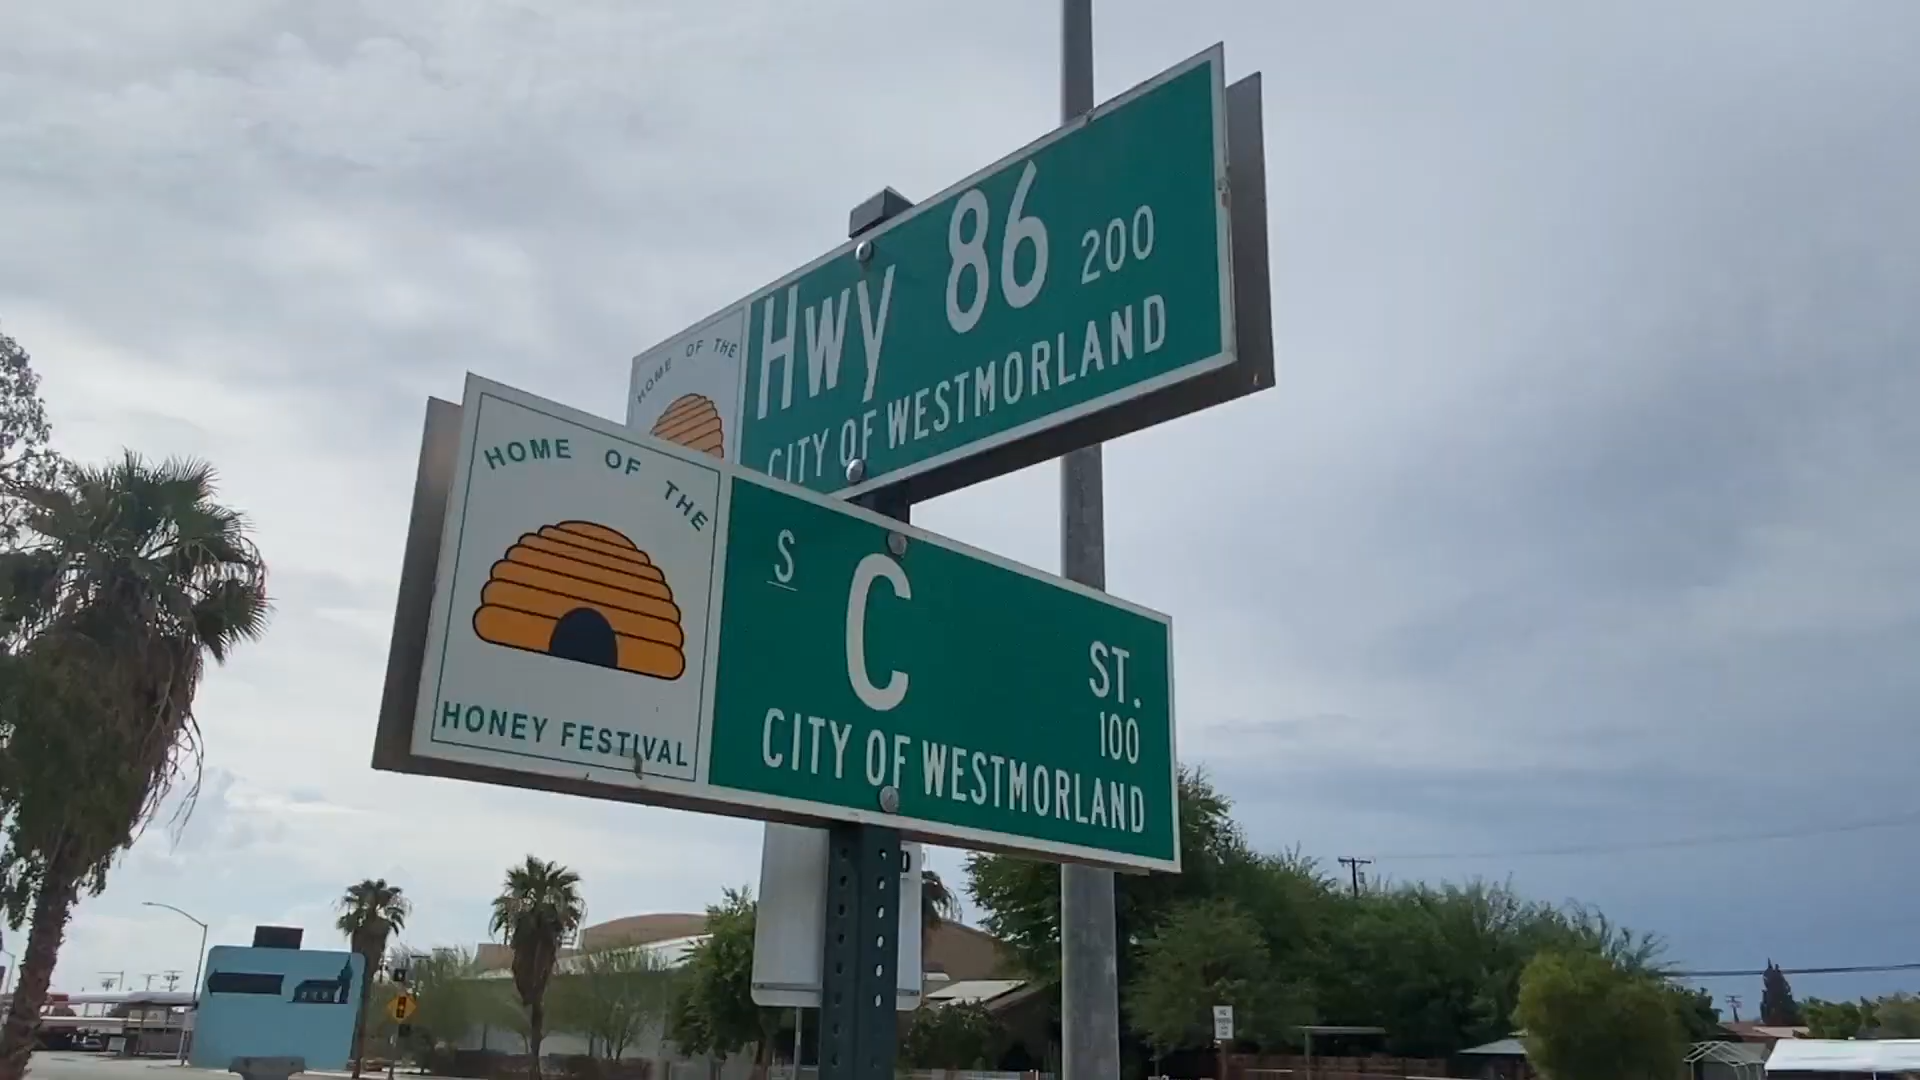 HOME OF THE
Hwy 86 200
CITY OF WESTMORLAND
HOME OF THE
HONEY FESTIVAL
S C ST.
100
CITY OF WESTMORLAND